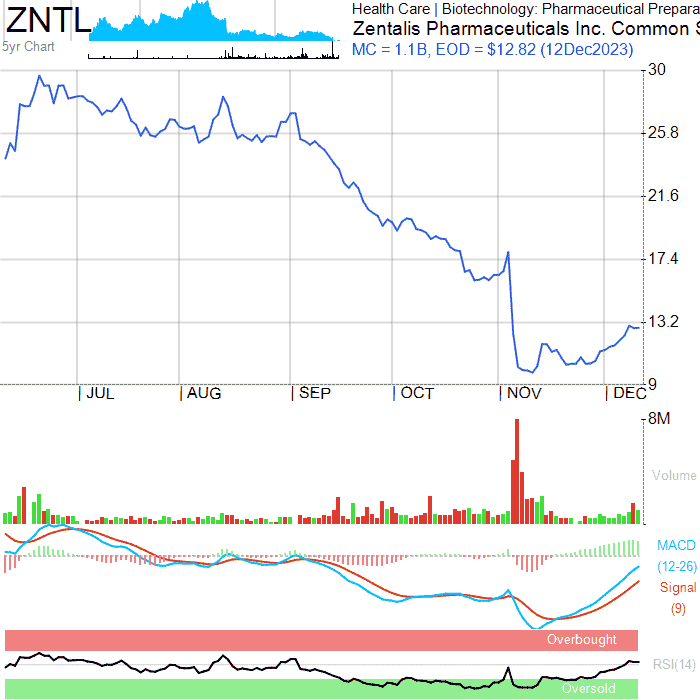 ZNTL
5yr Chart
Health Care | Biotechnology: Pharmaceutical Prepara
Zentalis Pharmaceuticals Inc. Common S
MC = 1.1B, EOD = $12.82 (12Dec2023)
30
25.8
21.6
17.4
13.2
9
JUL AUG SEP OCT NOV DEC
8M
Volume
MACD
(12-26)
Signal
(9)
Overbought
RSI(14)
Oversold